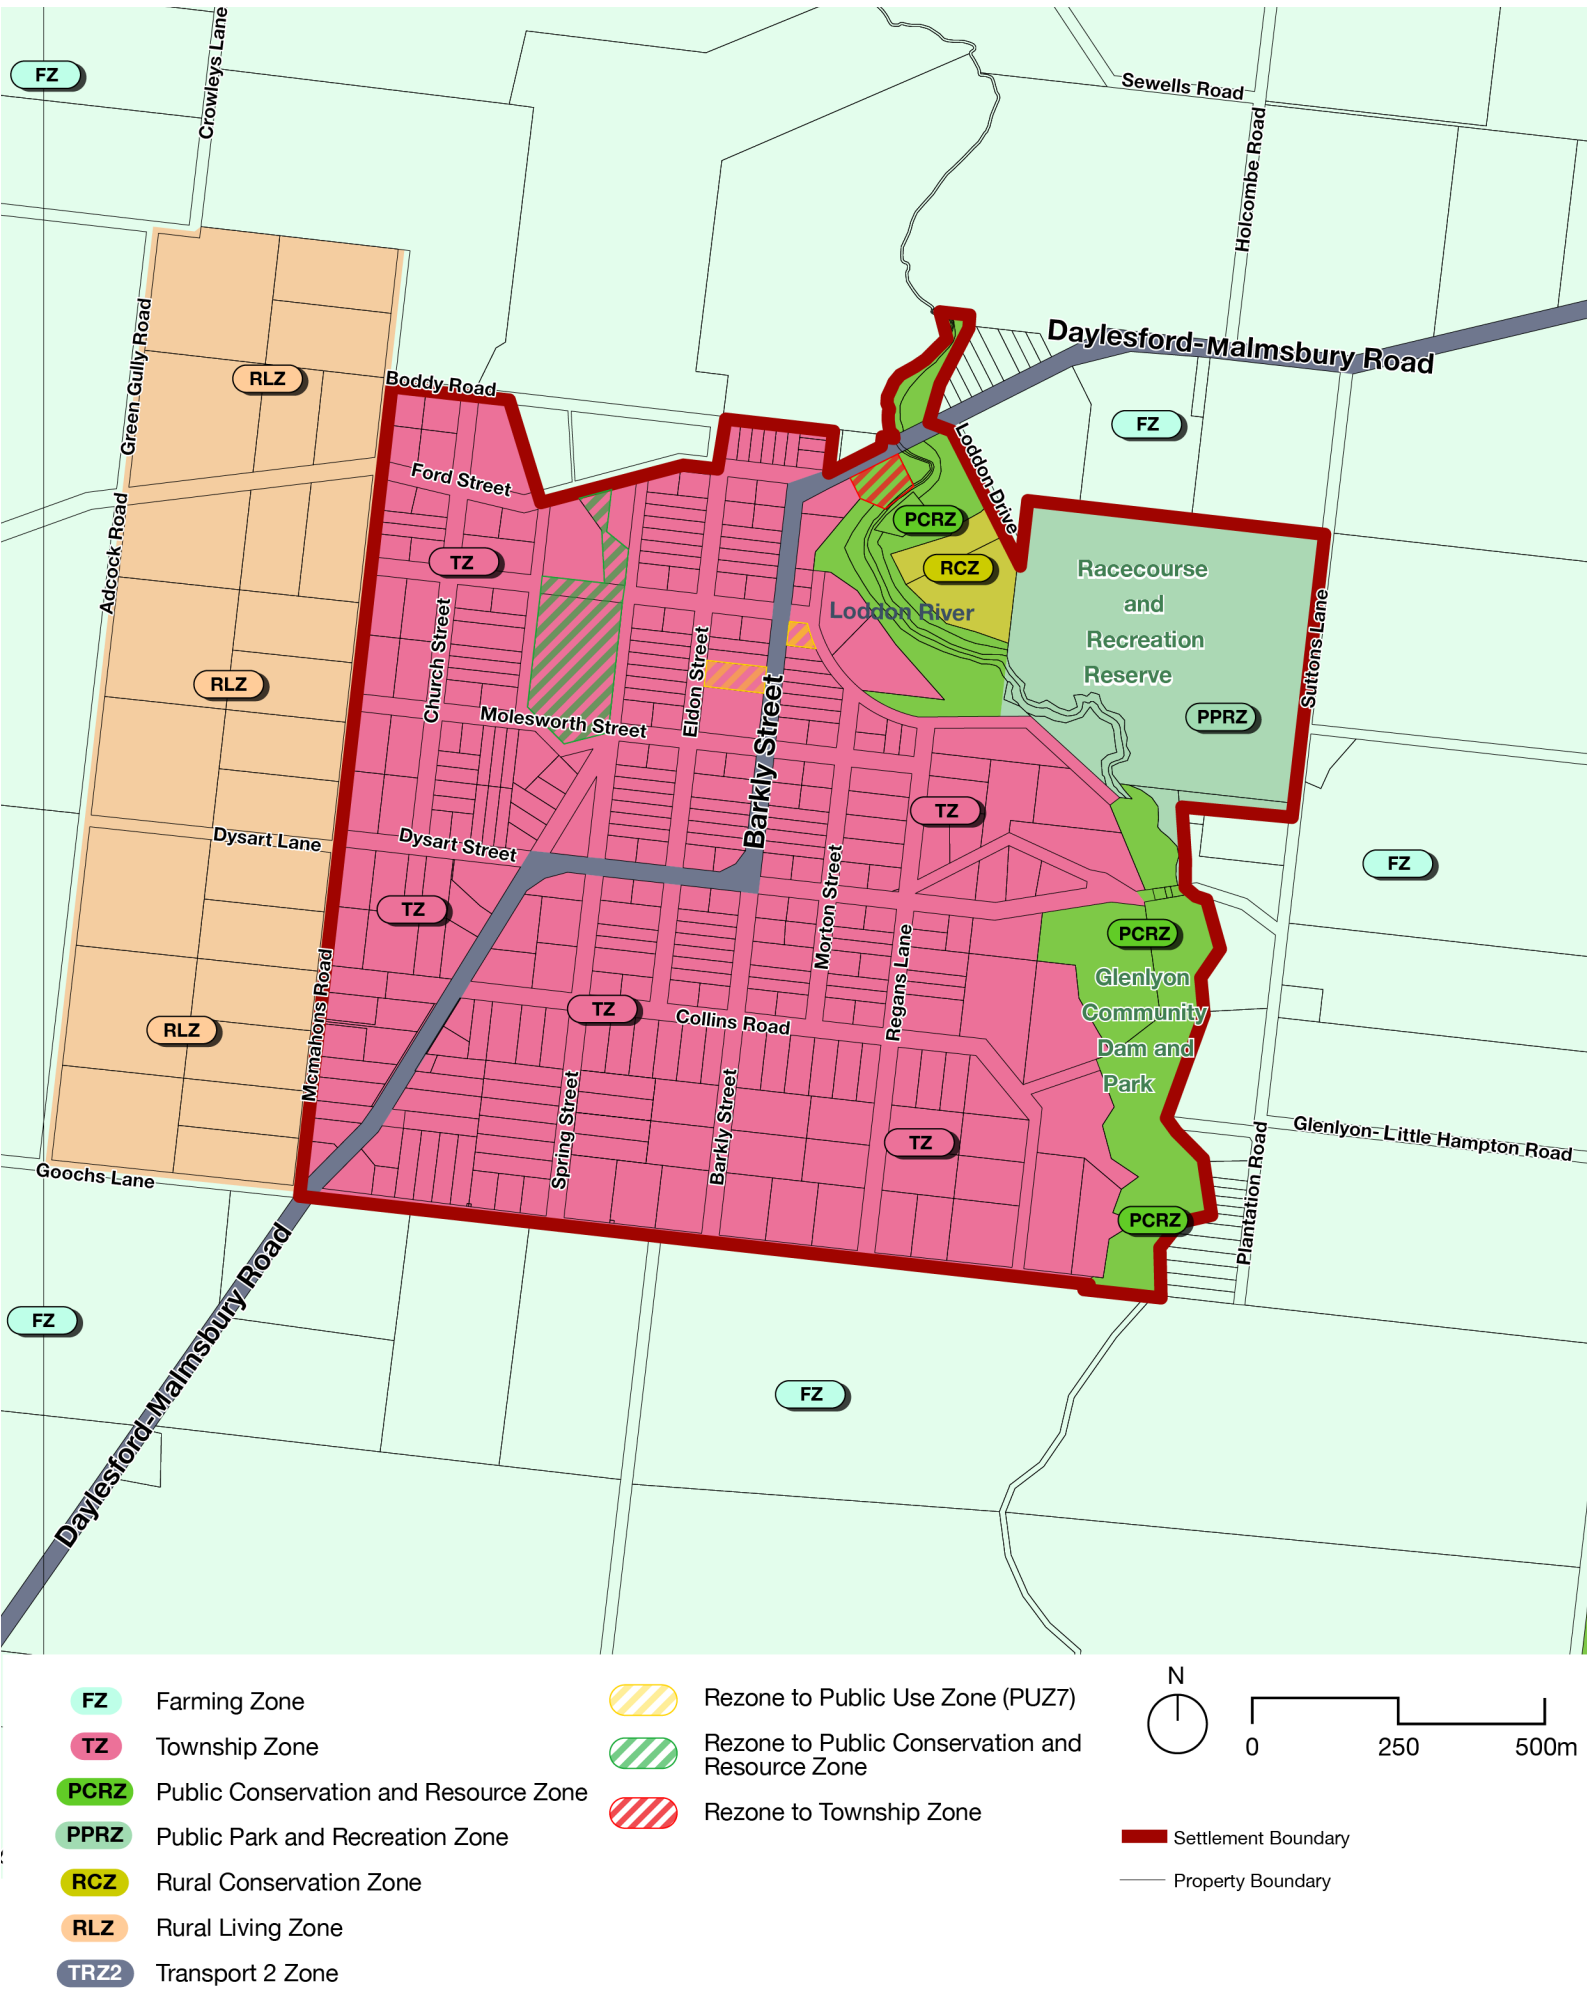 Crowleys Lane
FZ
Sewells Road
Holcombe Road
Daylesford-Malmsbury Road
Green Gully Road
RLZ
Boddy Road
FZ
Loddon Drive
Ford Street
PCRZ
TZ
RCZ
Racecourse
and
Recreation
Reserve
Adcock Road
Loddon River
Church Street
Eldon Street
Suttons Lane
RLZ
Molesworth Street
PPRZ
Barkly Street
TZ
Dysart Lane
Dysart Street
FZ
TZ
Morton Street
PCRZ
Regans Lane
Glenlyon
Community
Dam and
Park
Mcmahons Road
TZ
Collins Road
RLZ
Spring Street
Barkly Street
TZ
Glenlyon- Little Hampton Road
Goochs Lane
Plantation Road
PCRZ
Daylesford-Malmsbury Road
FZ
FZ
FZ Farming Zone
TZ Township Zone
PCRZ Public Conservation and Resource Zone
PPRZ Public Park and Recreation Zone
RCZ Rural Conservation Zone
RLZ Rural Living Zone
TRZ2 Transport 2 Zone
Rezone to Public Use Zone (PUZ7)
Rezone to Public Conservation and
Resource Zone
Rezone to Township Zone
N
0 250 500m
Settlement Boundary
Property Boundary